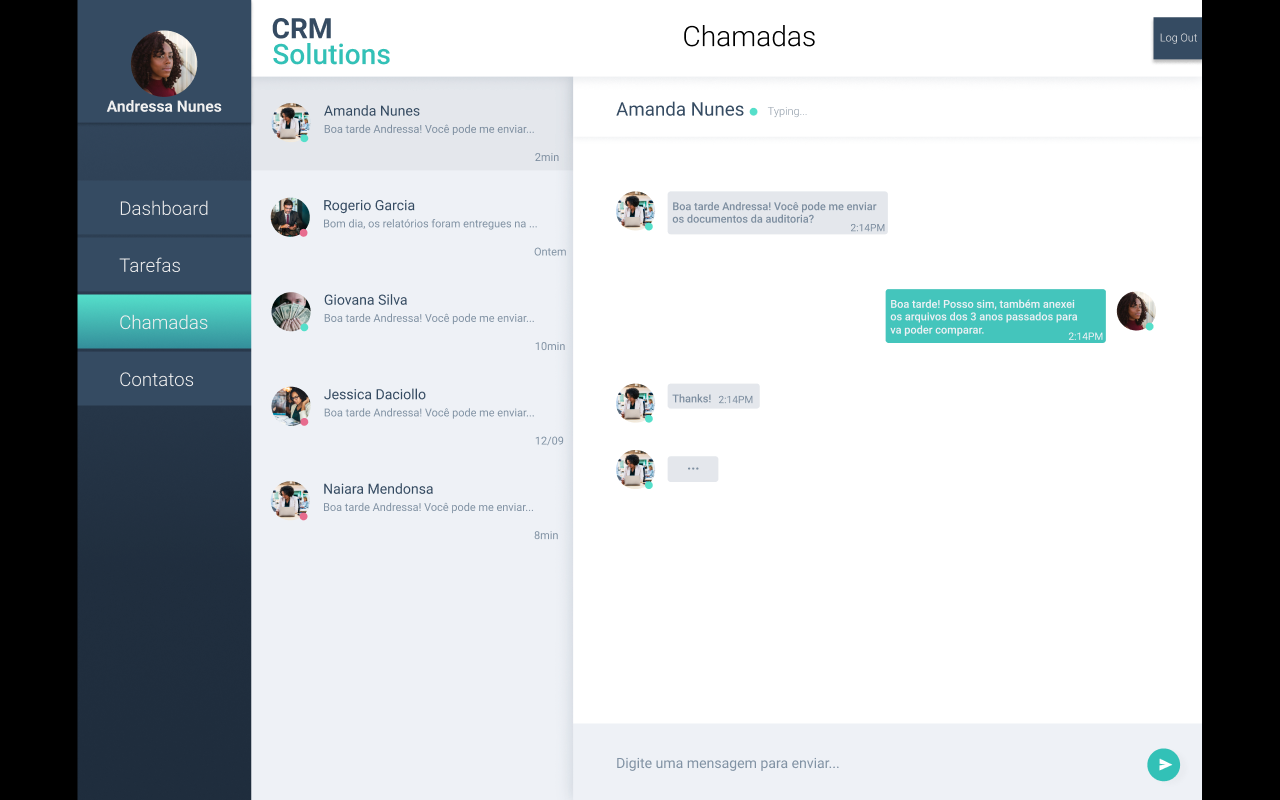 Andressa Nunes
Dashboard
Tarefas
Chamadas
Contatos
CRM
Solutions
Chamadas
Log Out
Amanda Nunes
Boa tarde Andressa! Você pode me enviar...
2min
Rogerio Garcia
Bom dia, os relatórios foram entregues na ...
Ontem
Giovana Silva
Boa tarde Andressa! Você pode me enviar...
10min
Jessica Daciollo
Boa tarde Andressa! Você pode me enviar...
12/09
Naiara Mendonsa
Boa tarde Andressa! Você pode me enviar...
8min
Amanda Nunes
Typing...
Boa tarde Andressa! Você pode me enviar
os documentos da auditoria?
2:14PM
Boa tarde! Posso sim, também anexei
os arquivos dos 3 anos passados para
va poder comparar.
2:14PM
Thanks! 2:14PM
...
Digite uma mensagem para enviar...